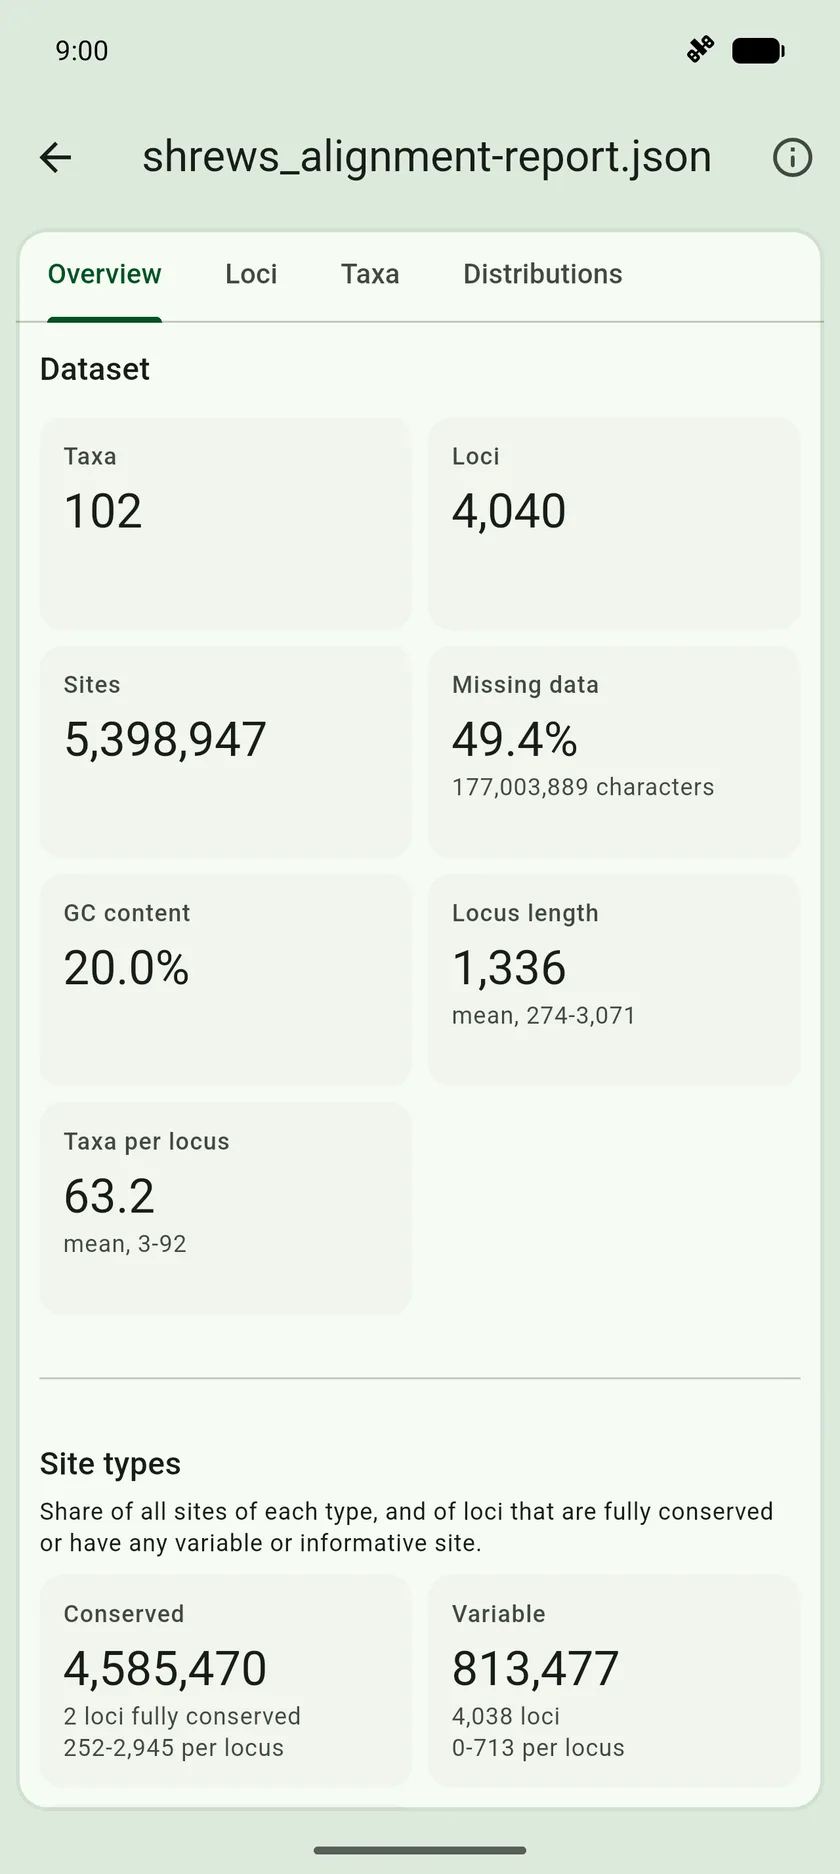 9:00
shrews_alignment-report.json
Overview
Loci
Taxa
Distributions
Dataset
Taxa
102
Loci
4,040
Sites
5,398,947
Missing data
49.4%
177,003,889 characters
GC content
20.0%
Locus length
1,336
mean, 274-3,071
Taxa per locus
63.2
mean, 3-92
Site types
Share of all sites of each type, and of loci that are fully conserved
or have any variable or informative site.
Conserved
4,585,470
2 loci fully conserved
252-2,945 per locus
Variable
813,477
4,038 loci
0-713 per locus